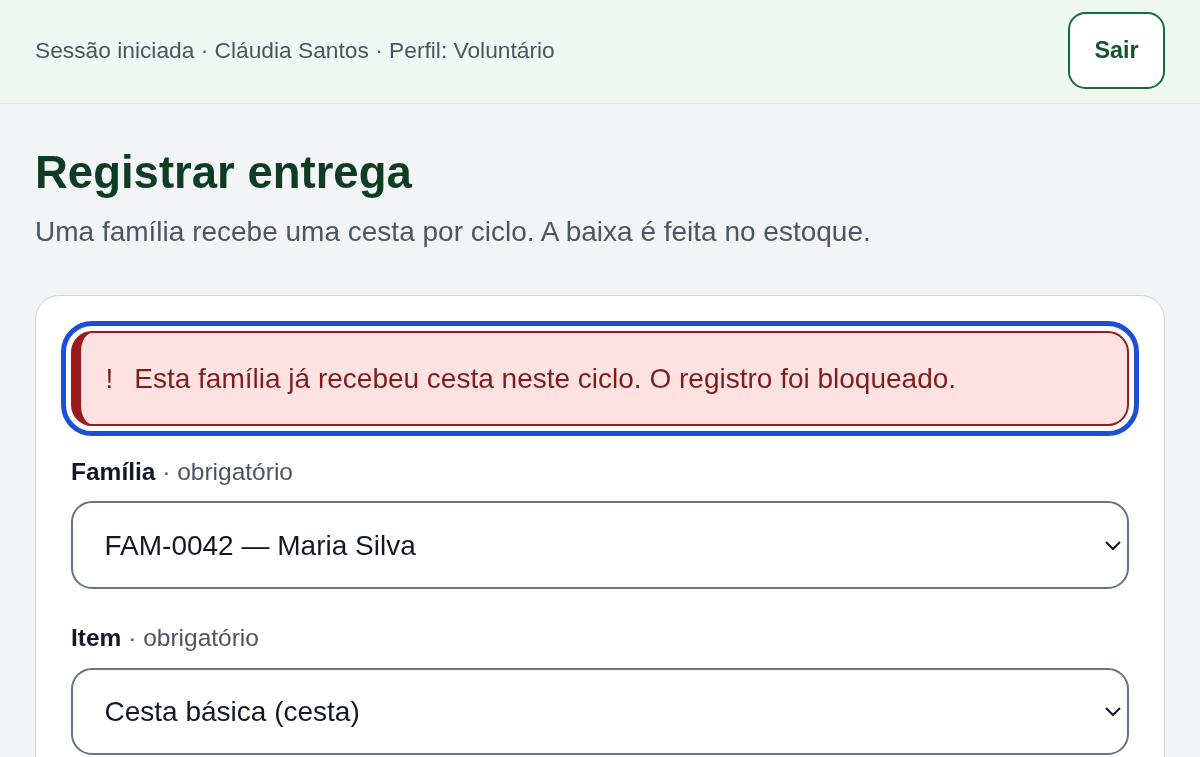 Sessão iniciada · Cláudia Santos · Perfil: Voluntário
Sair
Registrar entrega
Uma família recebe uma cesta por ciclo. A baixa é feita no estoque.
! Esta família já recebeu cesta neste ciclo. O registro foi bloqueado.
Família · obrigatório
FAM-0042 — Maria Silva
Item · obrigatório
Cesta básica (cesta)